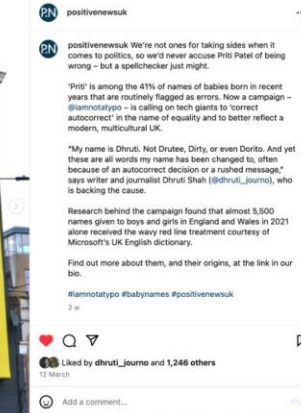 positivenewsuk
positivenewsuk We're not ones for taking sides when it
comes to politics, so we'd never accuse Priti Patel of being
wrong – but a spellchecker just might.
'Priti' is among the 41% of names of babies born in recent
years that are routinely flagged as errors. Now a campaign –
@iamnotatypo – is calling on tech giants to 'correct
autocorrect' in the name of equality and to better reflect a
modern, multicultural UK.
"My name is Dhruti. Not Drutee, Dirty, or even Dorito. And yet
these are all words my name has been changed to, often
because of an autocorrect decision or a rushed message,"
says writer and journalist Dhruti Shah (@dhruti_journo), who
is backing the cause.
Research behind the campaign found that almost 5,500
names given to boys and girls in England and Wales in 2021
alone received the wavy red line treatment courtesy of
Microsoft's UK English dictionary.
Find out more about them, and their origins, at the link in our
bio.
#iamnotatypo #babynames #positivenewsuk
2 w
Liked by dhruti_journo and 1,246 others
12 March
Add a comment...